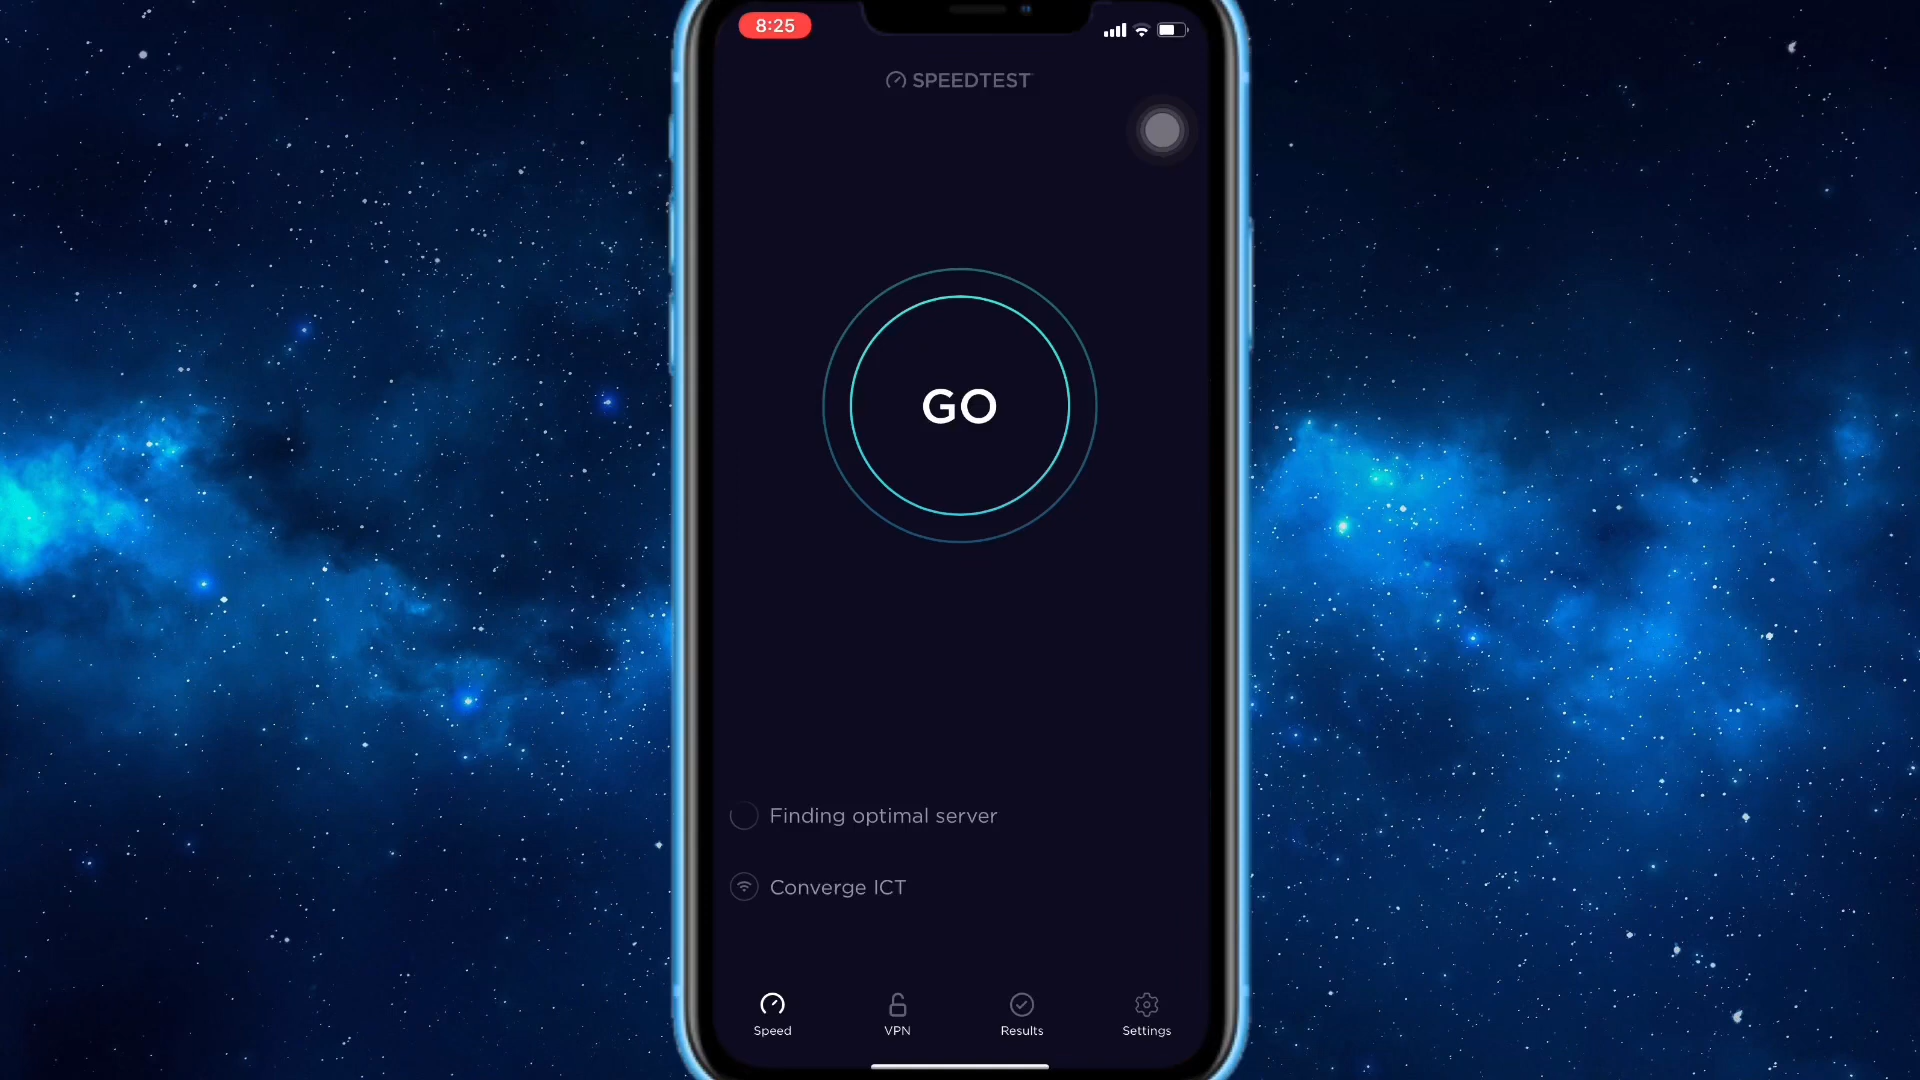 8:25
SPEEDTEST
GO
Finding optimal server
Converge ICT
Speed
VPN
Results
Settings